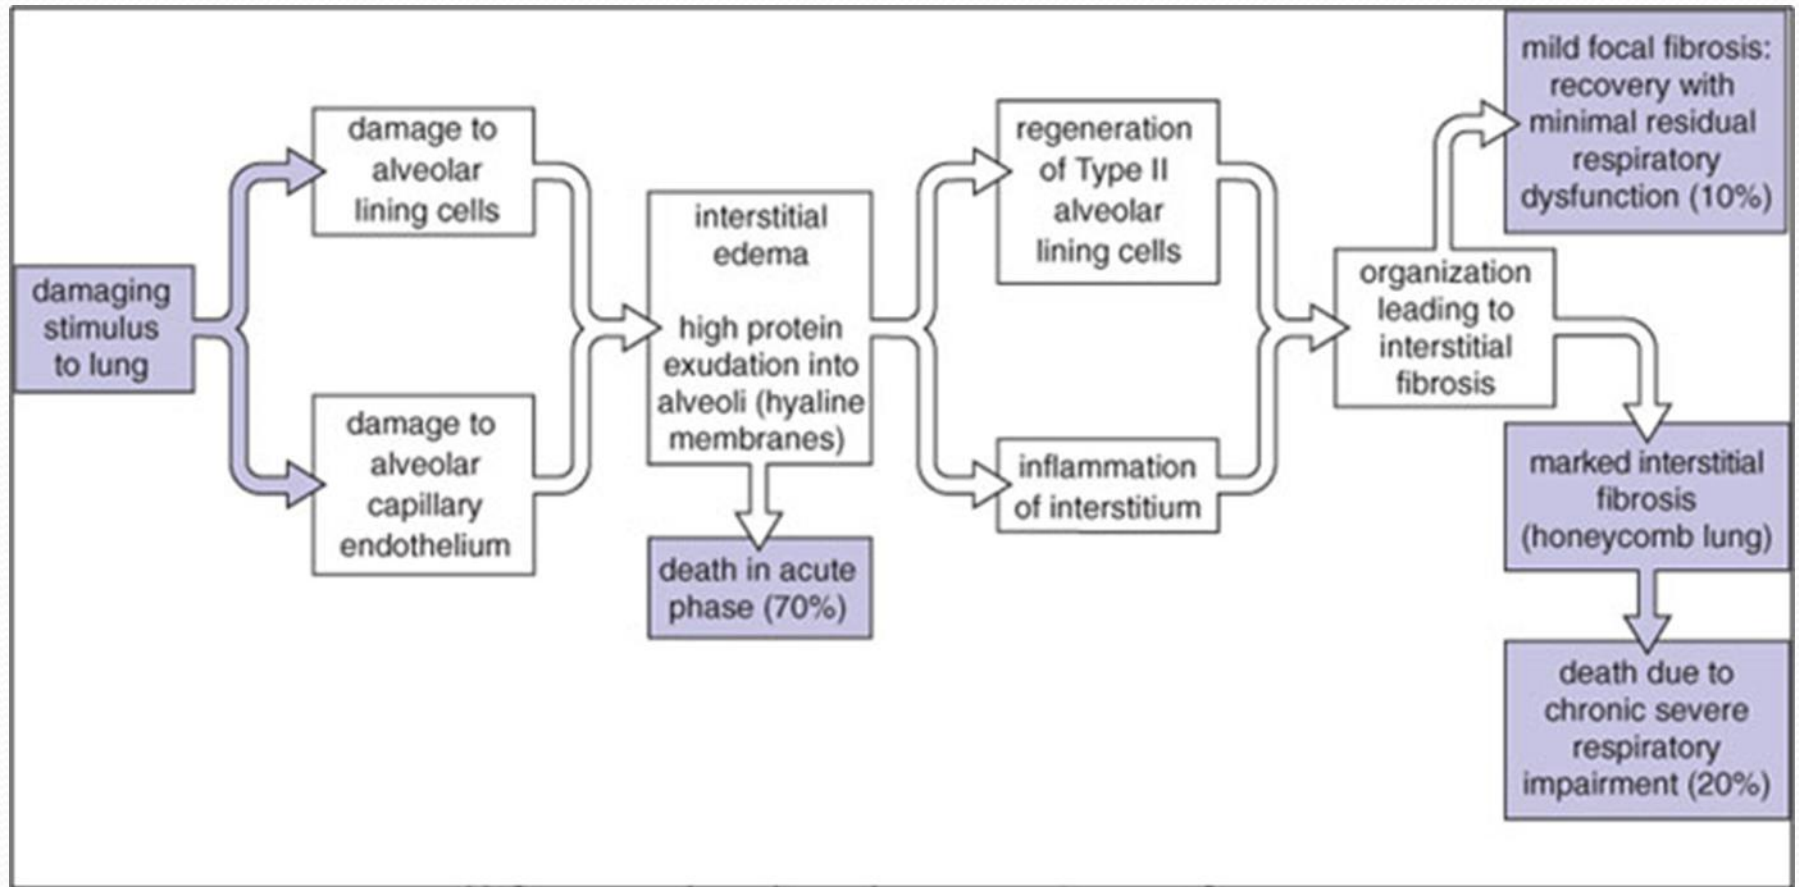 damaging
stimulus
to lung
damage to
alveolar
lining cells
damage to
alveolar
capillary
endothelium
interstitial
edema
high protein
exudation into
alveoli (hyaline
membranes)
death in acute
phase (70%)
regeneration
of Type II
alveolar
lining cells
inflammation
of interstitium
organization
leading to
interstitial
fibrosis
mild focal fibrosis:
recovery with
minimal residual
respiratory
dysfunction (10%)
marked interstitial
fibrosis
(honeycomb lung)
death due to
chronic severe
respiratory
impairment (20%)